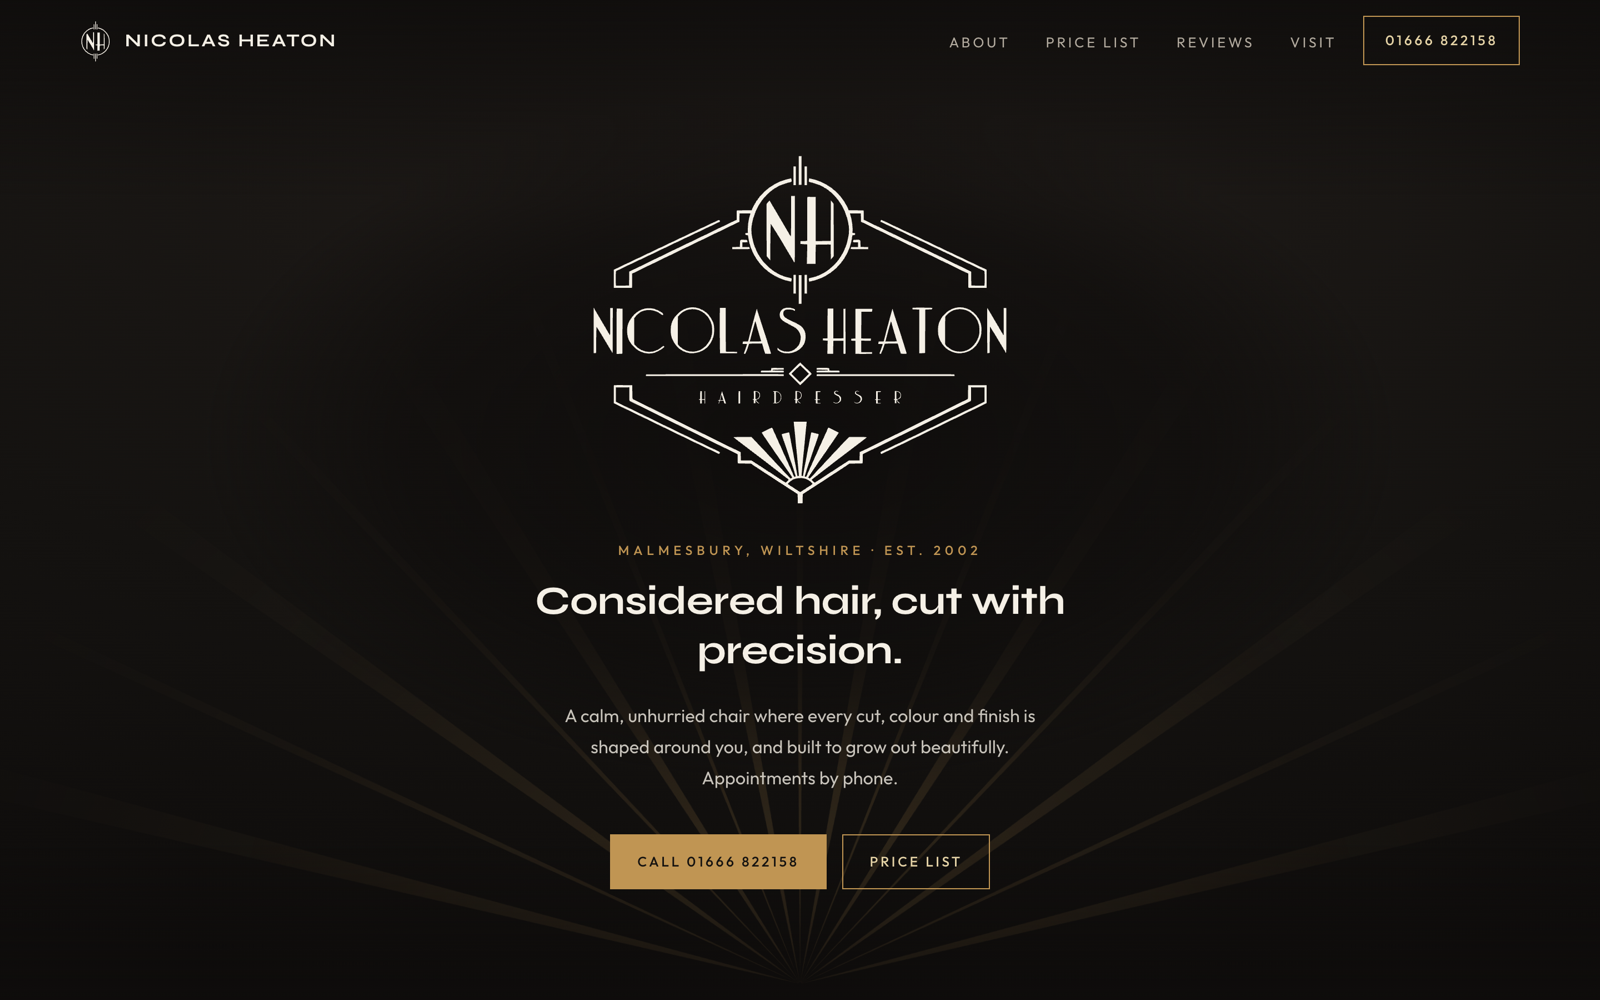 NH NICOLAS HEATON
ABOUT PRICE LIST REVIEWS VISIT 01666 822158
NH
NICOLAS HEATON
HAIRDRESSER
MALMESBURY, WILTSHIRE · EST. 2002
Considered hair, cut with
precision.
A calm, unhurried chair where every cut, colour and finish is
shaped around you, and built to grow out beautifully.
Appointments by phone.
CALL 01666 822158 PRICE LIST